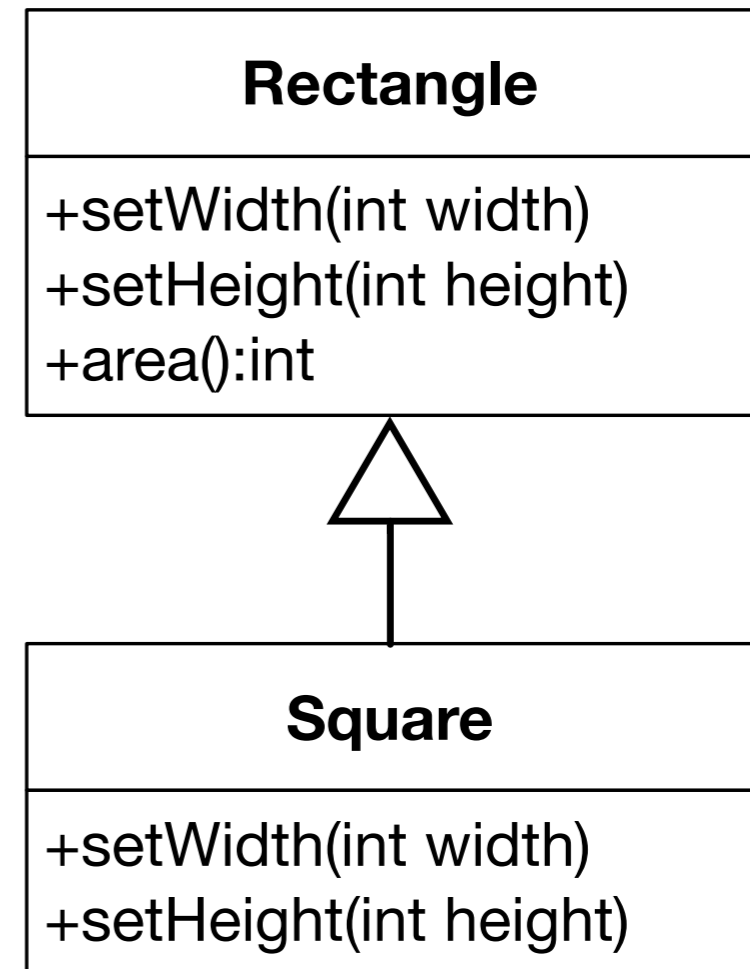 Rectangle
+setWidth(int width)
+setHeight(int height)
+area():int
Square
+setWidth(int width)
+setHeight(int height)